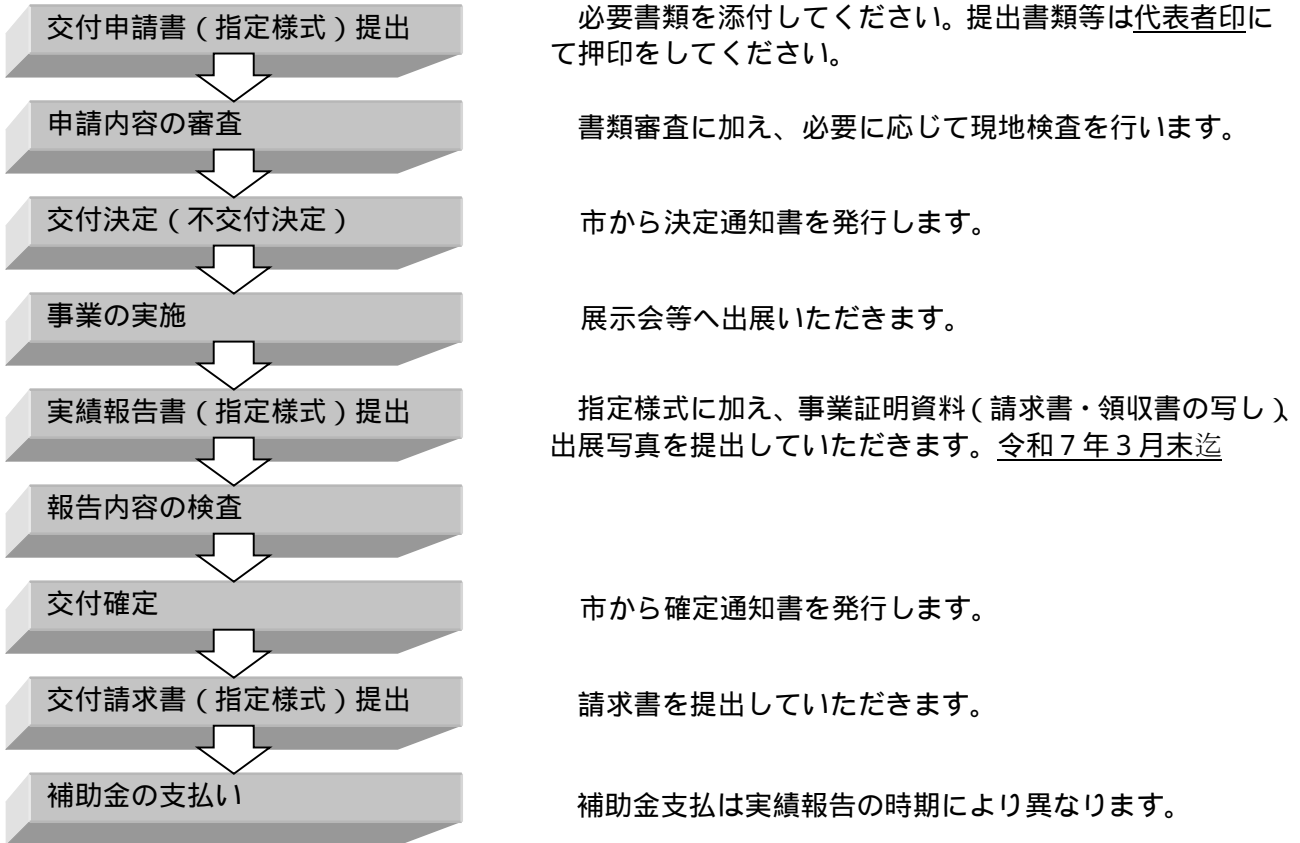 交付申請書（指定様式）提出
必要書類を添付してください。提出書類等は代表者印に
て押印をしてください。
申請内容の審査
書類審査に加え、必要に応じて現地検査を行います。
交付決定（不交付決定）
市から決定通知書を発行します。
事業の実施
展示会等へ出展いただきます。
実績報告書（指定様式）提出
指定様式に加え、事業証明資料（請求書・領収書の写し）、
出展写真を提出していただきます。令和７年３月末迄
報告内容の検査
交付確定
市から確定通知書を発行します。
交付請求書（指定様式）提出
請求書を提出していただきます。
補助金の支払い
補助金支払は実績報告の時期により異なります。